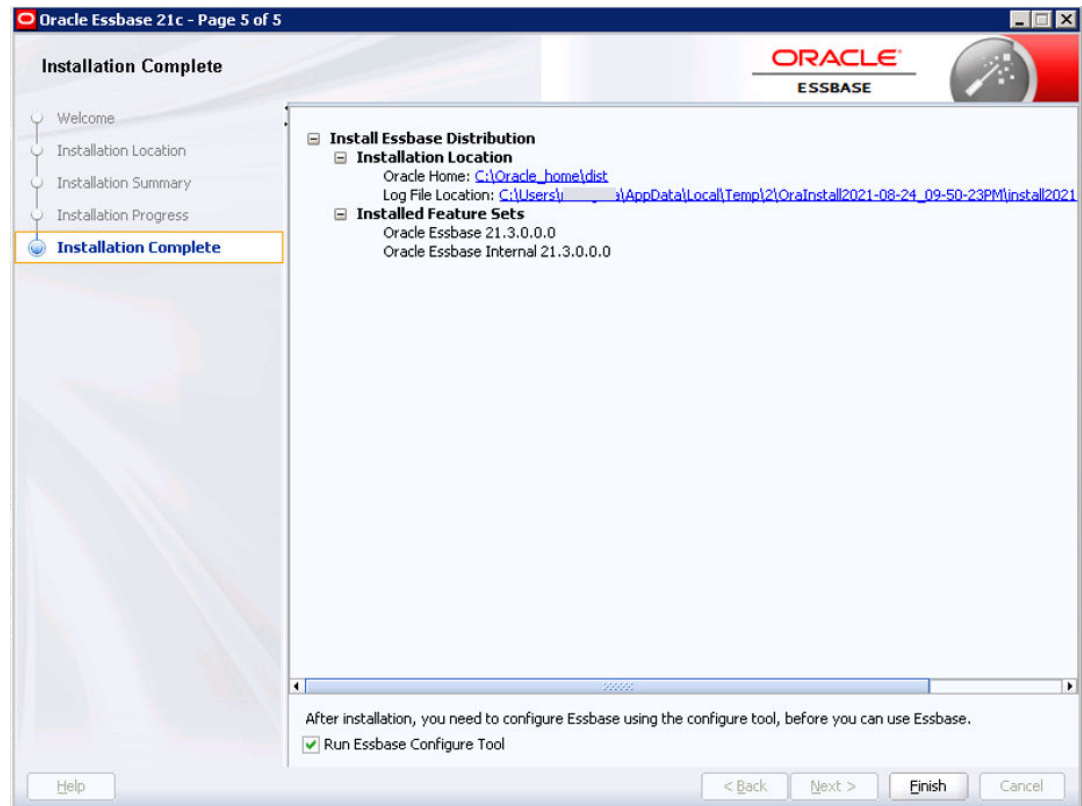 Oracle Essbase 21c - Page 5 of 5
Installation Complete
ORACLE
ESSBASE
Welcome
Installation Location
Installation Summary
Installation Progress
Installation Complete
Install Essbase Distribution
Installation Location
Oracle Home: C:\Oracle_home\dist
Log File Location: C:\Users\ \AppData\Local\Temp\2\OraInstall2021-08-24_09-50-23PM\install2021
Installed Feature Sets
Oracle Essbase 21.3.0.0.0
Oracle Essbase Internal 21.3.0.0.0
After installation, you need to configure Essbase using the configure tool, before you can use Essbase.
Run Essbase Configure Tool
Help
< Back
Next >
Finish
Cancel